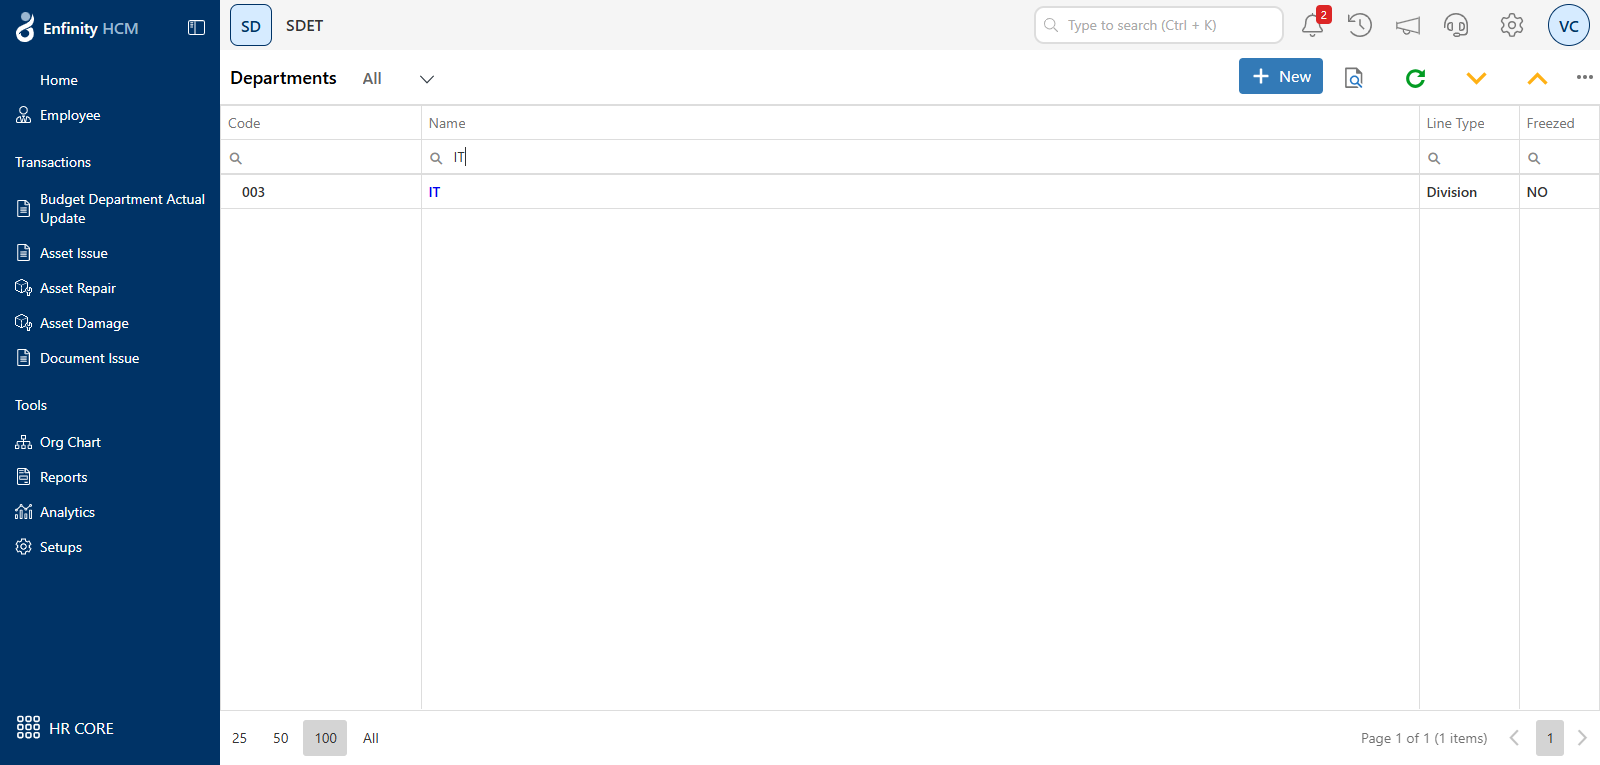 Enfinity HCM
SD SDET
Type to search (Ctrl + K)
2
VC
Home
Employee
Transactions
Budget Department Actual
Update
Asset Issue
Asset Repair
Asset Damage
Document Issue
Tools
Org Chart
Reports
Analytics
Setups
HR CORE
Departments All
New
Code Name Line Type Freezed
IT
003 IT Division NO
25 50 100 All
Page 1 of 1 (1 items) 1